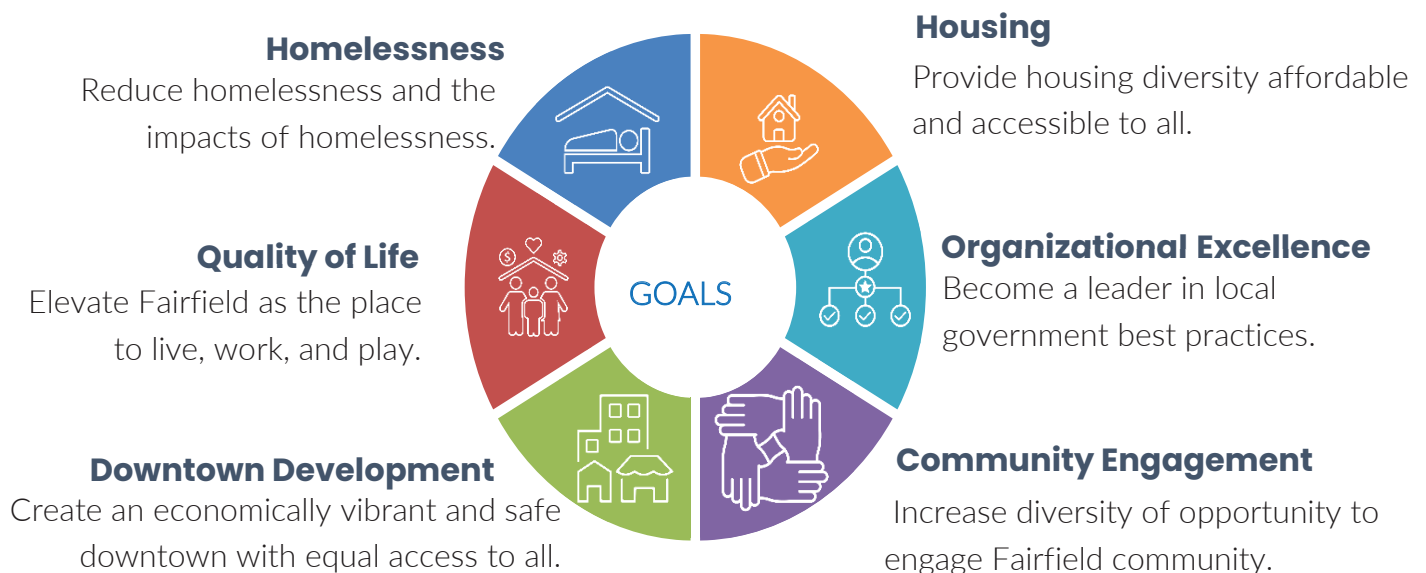 Homelessness
Reduce homelessness and the
impacts of homelessness.
Housing
Provide housing diversity affordable
and accessible to all.
Quality of Life
Elevate Fairfield as the place
to live, work, and play.
GOALS
Organizational Excellence
Become a leader in local
government best practices.
Downtown Development
Create an economically vibrant and safe
downtown with equal access to all.
Community Engagement
Increase diversity of opportunity to
engage Fairfield community.